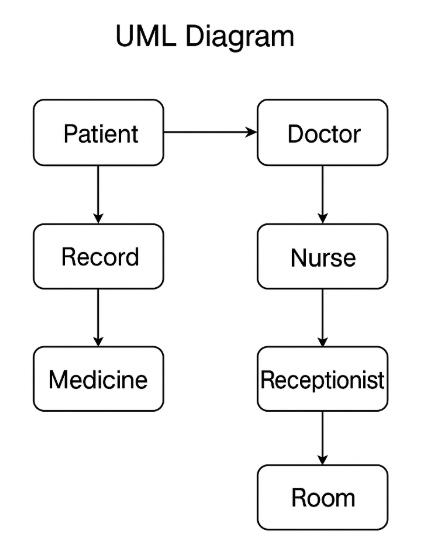 UML Diagram
Patient
Doctor
Record
Nurse
Medicine
Receptionist
Room